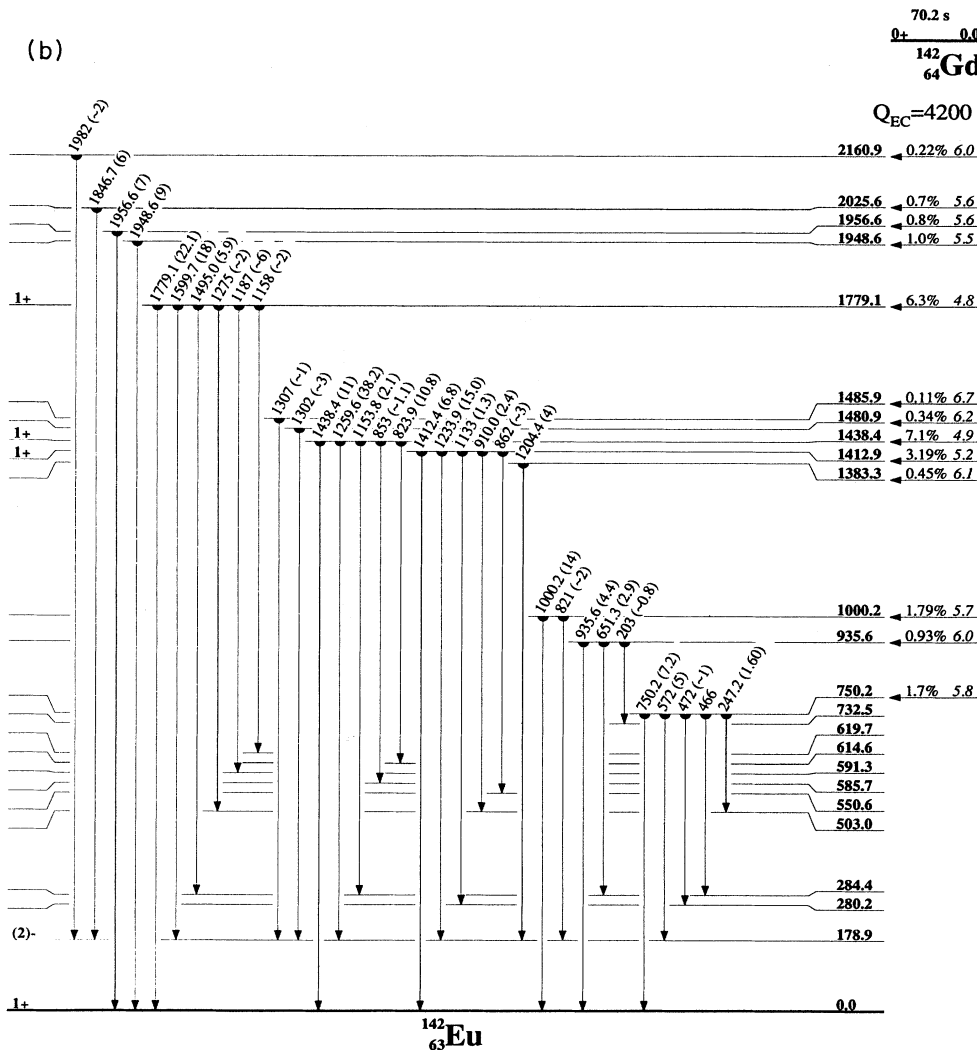 (b)
70.2 s
0+ 0.0
142
64 Gd
Q_EC=4200
1982 (~2)
1846.7 (6)
1956.6 (7)
1948.6 (9)
1779.1 (22.1)
1599.7 (18)
1495.0 (5.9)
1275 (~2)
1187 (~6)
1158 (~2)
1307 (~1)
1302 (~3)
1438.4 (11)
1259.6 (38.2)
1153.8 (2.1)
853 (~1.1)
823.9 (10.8)
1412.4 (6.8)
1233.9 (15.0)
1133 (1.3)
910.0 (2.4)
862 (~3)
1204.4 (4)
1000.2 (14)
821 (~2)
935.6 (4.4)
651.3 (2.9)
203 (~0.8)
750.2 (7.2)
572 (5)
472 (~1)
466
247.2 (1.60)
2160.9 0.22% 6.0
2025.6 0.7% 5.6
1956.6 0.8% 5.6
1948.6 1.0% 5.5
1+ 1779.1 6.3% 4.8
1485.9 0.11% 6.7
1480.9 0.34% 6.2
1+ 1438.4 7.1% 4.9
1+ 1412.9 3.19% 5.2
1383.3 0.45% 6.1
1000.2 1.79% 5.7
935.6 0.93% 6.0
750.2 1.7% 5.8
732.5
619.7
614.6
591.3
585.7
550.6
503.0
284.4
280.2
(2)- 178.9
1+ 0.0
142
63 Eu